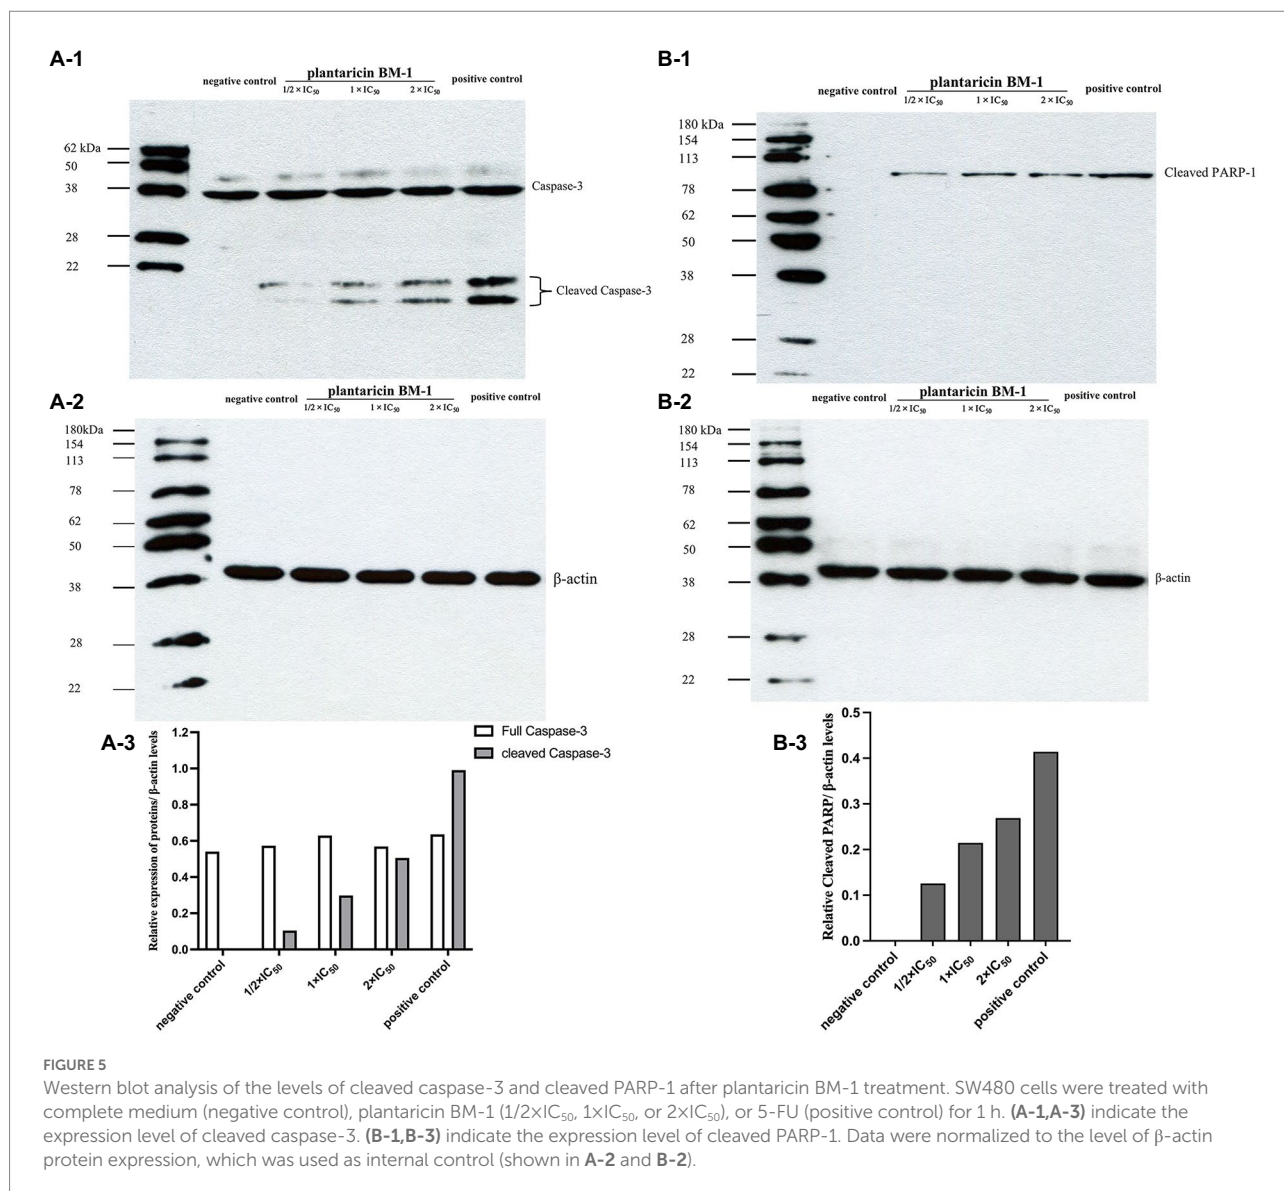 A-1
negative control
plantaricin BM-1
positive control
1/2×IC50
1×IC50
2×IC50
62 kDa
50
38
28
22
Caspase-3
Cleaved Caspase-3
B-1
negative control
plantaricin BM-1
positive control
1/2×IC50
1×IC50
2×IC50
180 kDa
154
113
78
62
50
38
28
22
Cleaved PARP-1
A-2
negative control
plantaricin BM-1
positive control
1/2×IC50
1×IC50
2×IC50
180kDa
154
113
78
62
50
38
28
22
β-actin
B-2
negative control
plantaricin BM-1
positive control
1/2×IC50
1×IC50
2×IC50
180 kDa
154
113
78
62
50
38
28
22
β-actin
A-3
Relative expression of proteins/ β-actin levels
1.2
1.0
0.8
0.6
0.4
0.2
0.0
Full Caspase-3
cleaved Caspase-3
negative control
1/2×IC50
1×IC50
2×IC50
positive control
B-3
Relative Cleaved PARP/ β-actin levels
0.5
0.4
0.3
0.2
0.1
0.0
negative control
1/2×IC50
1×IC50
2×IC50
positive control
FIGURE 5
Western blot analysis of the levels of cleaved caspase-3 and cleaved PARP-1 after plantaricin BM-1 treatment. SW480 cells were treated with
complete medium (negative control), plantaricin BM-1 (1/2×IC50, 1×IC50, or 2×IC50), or 5-FU (positive control) for 1 h. (A-1,A-3) indicate the
expression level of cleaved caspase-3. (B-1,B-3) indicate the expression level of cleaved PARP-1. Data were normalized to the level of β-actin
protein expression, which was used as internal control (shown in A-2 and B-2).